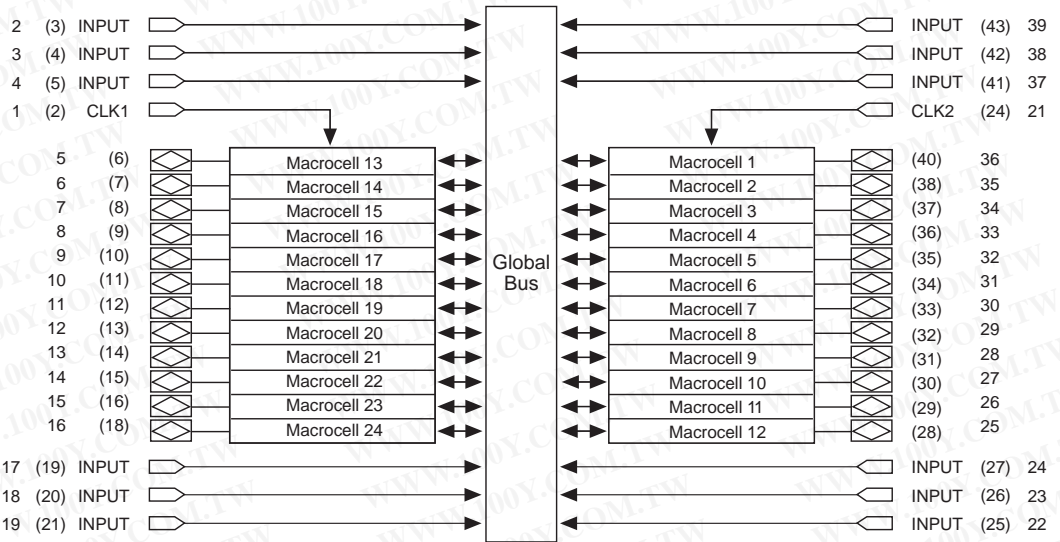 2 (3) INPUT INPUT (43) 39
3 (4) INPUT INPUT (42) 38
4 (5) INPUT INPUT (41) 37
1 (2) CLK1 CLK2 (24) 21
5 (6) Macrocell 13 Macrocell 1 (40) 36
6 (7) Macrocell 14 Macrocell 2 (38) 35
7 (8) Macrocell 15 Macrocell 3 (37) 34
8 (9) Macrocell 16 Macrocell 4 (36) 33
9 (10) Macrocell 17 Global Macrocell 5 (35) 32
10 (11) Macrocell 18 Bus Macrocell 6 (34) 31
11 (12) Macrocell 19 Macrocell 7 (33) 30
12 (13) Macrocell 20 Macrocell 8 (32) 29
13 (14) Macrocell 21 Macrocell 9 (31) 28
14 (15) Macrocell 22 Macrocell 10 (30) 27
15 (16) Macrocell 23 Macrocell 11 (29) 26
16 (18) Macrocell 24 Macrocell 12 (28) 25
17 (19) INPUT INPUT (27) 24
18 (20) INPUT INPUT (26) 23
19 (21) INPUT INPUT (25) 22
WWW.100Y.COM.TW